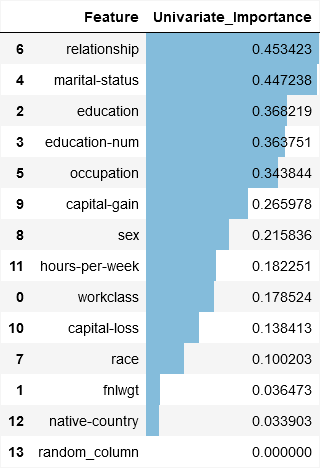 Feature Univariate_Importance
6 relationship 0.453423
4 marital-status 0.447238
2 education 0.368219
3 education-num 0.363751
5 occupation 0.343844
9 capital-gain 0.265978
8 sex 0.215836
11 hours-per-week 0.182251
0 workclass 0.178524
10 capital-loss 0.138413
7 race 0.100203
1 fnlwgt 0.036473
12 native-country 0.033903
13 random_column 0.000000